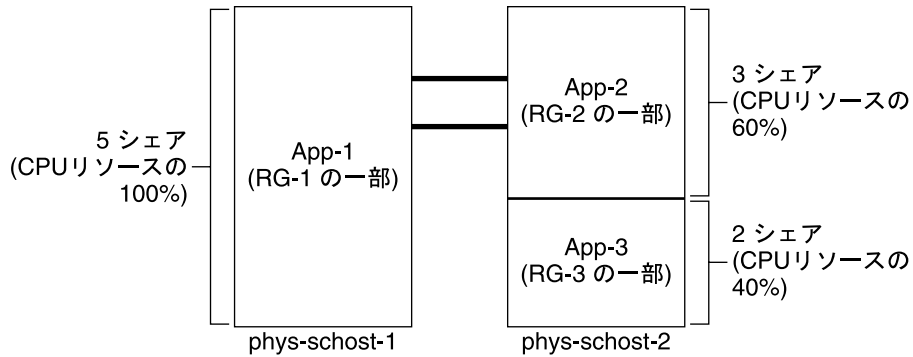 5 シェア
(CPUリソースの
100%)
App-1
(RG-1 の一部)
phys-schost-1
App-2
(RG-2 の一部)
App-3
(RG-3 の一部)
phys-schost-2
3 シェア
(CPUリソースの
60%)
2 シェア
(CPUリソースの
40%)